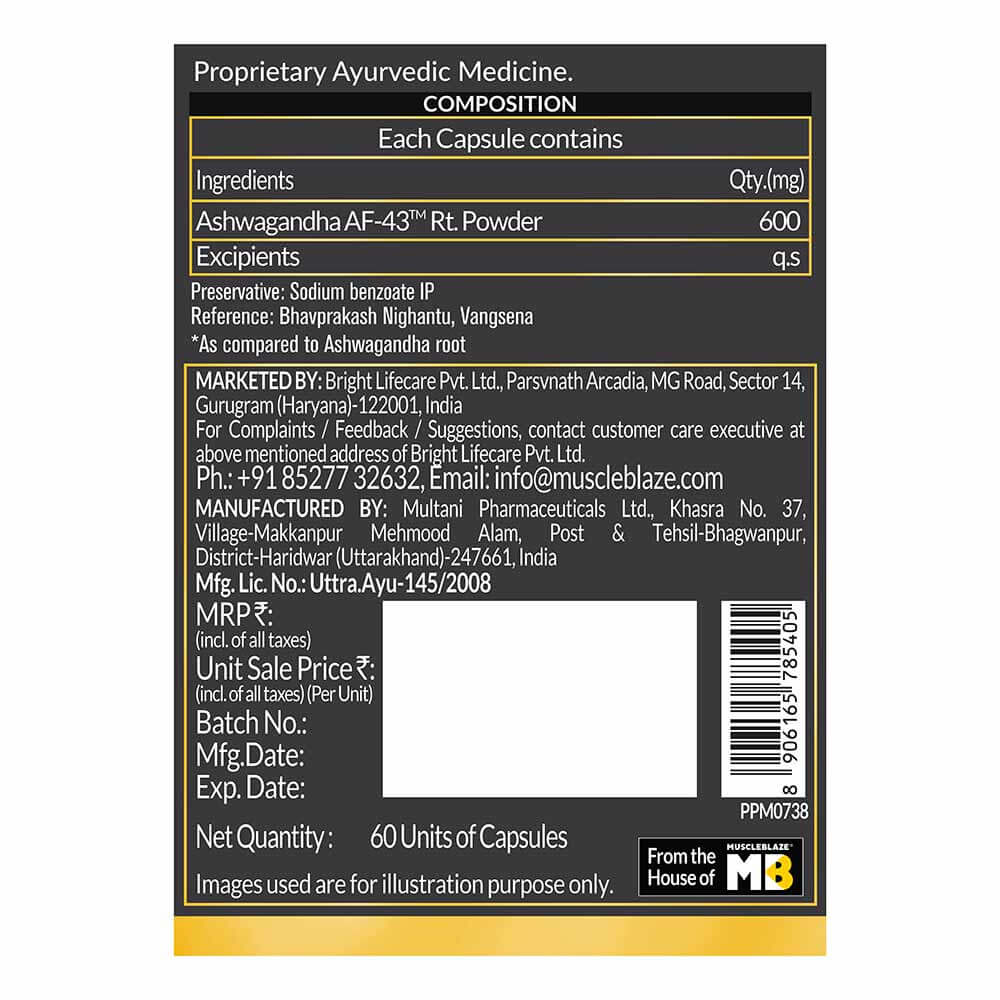 Proprietary Ayurvedic Medicine.
COMPOSITION
Each Capsule contains
Ingredients Qty.(mg)
Ashwagandha AF-43™ Rt. Powder 600
Excipients q.s
Preservative: Sodium benzoate IP
Reference: Bhavprakash Nighantu, Vangsena
*As compared to Ashwagandha root
MARKETED BY: Bright Lifecare Pvt. Ltd., Parsvnath Arcadia, MG Road, Sector 14,
Gurugram (Haryana)-122001, India
For Complaints / Feedback / Suggestions, contact customer care executive at
above mentioned address of Bright Lifecare Pvt. Ltd.
Ph.: +91 85277 32632, Email: info@muscleblaze.com
MANUFACTURED BY: Multani Pharmaceuticals Ltd., Khasra No. 37,
Village-Makkanpur Mehmood Alam, Post & Tehsil-Bhagwanpur,
District-Haridwar (Uttarakhand)-247661, India
Mfg. Lic. No.: Uttra.Ayu-145/2008
MRP ₹:
(incl. of all taxes)
Unit Sale Price ₹:
(incl. of all taxes) (Per Unit)
Batch No.:
Mfg.Date:
Exp. Date:
8 906165 785405
PPM0738
Net Quantity : 60 Units of Capsules
Images used are for illustration purpose only.
From the
House of
MUSCLEBLAZE®
MB